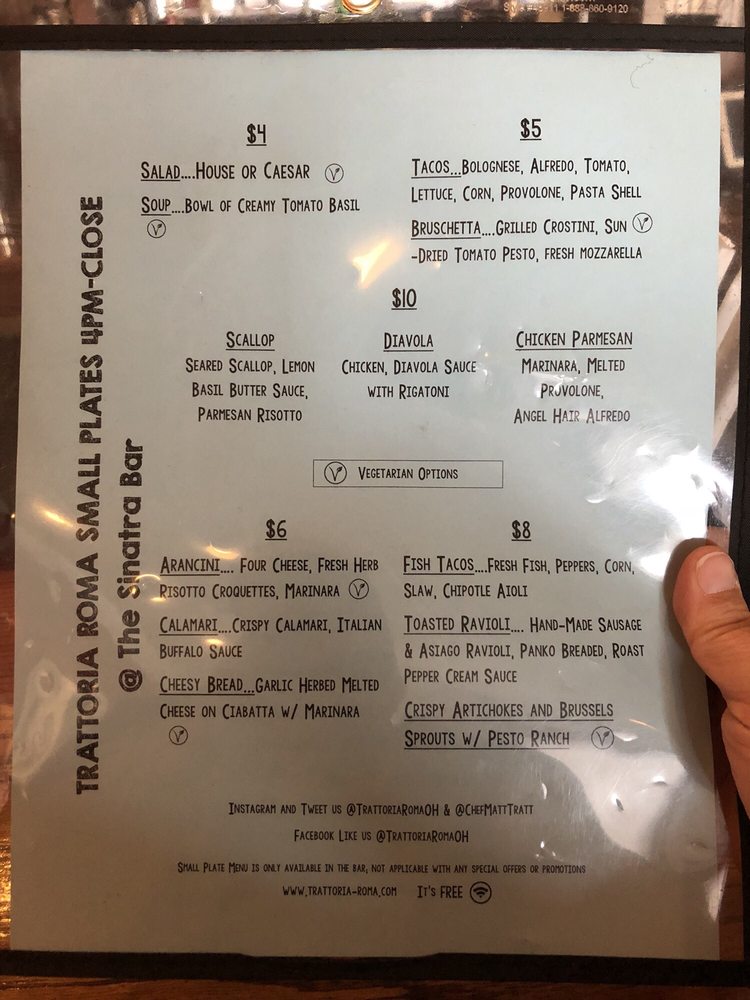 1-888-860-9120
$4
SALAD....HOUSE OR CAESAR V
SOUP....BOWL OF CREAMY TOMATO BASIL
V
$5
TACOS...BOLOGNESE, ALFREDO, TOMATO,
LETTUCE, CORN, PROVOLONE, PASTA SHELL
BRUSCHETTA....GRILLED CROSTINI, SUN V
-DRIED TOMATO PESTO, FRESH MOZZARELLA
TRATTORIA ROMA SMALL PLATES 4PM-CLOSE
@ The Sinatra Bar
$10
SCALLOP
SEARED SCALLOP, LEMON
BASIL BUTTER SAUCE,
PARMESAN RISOTTO
DIAVOLA
CHICKEN, DIAVOLA SAUCE
WITH RIGATONI
CHICKEN PARMESAN
MARINARA, MELTED
PROVOLONE,
ANGEL HAIR ALFREDO
V VEGETARIAN OPTIONS
$6
ARANCINI.... FOUR CHEESE, FRESH HERB
RISOTTO CROQUETTES, MARINARA V
CALAMARI....CRISPY CALAMARI, ITALIAN
BUFFALO SAUCE
CHEESY BREAD...GARLIC HERBED MELTED
CHEESE ON CIABATTA W/ MARINARA
V
$8
FISH TACOS....FRESH FISH, PEPPERS, CORN,
SLAW, CHIPOTLE AIOLI
TOASTED RAVIOLI.... HAND-MADE SAUSAGE
& ASIAGO RAVIOLI, PANKO BREADED, ROAST
PEPPER CREAM SAUCE
CRISPY ARTICHOKES AND BRUSSELS
SPROUTS W/ PESTO RANCH V
INSTAGRAM AND TWEET US @TRATTORIAROMAOH & @CHEFMATTTRATT
FACEBOOK LIKE US @TRATTORIAROMAOH
SMALL PLATE MENU IS ONLY AVAILABLE IN THE BAR, NOT APPLICABLE WITH ANY SPECIAL OFFERS OR PROMOTIONS
WWW.TRATTORIA-ROMA.COM IT'S FREE